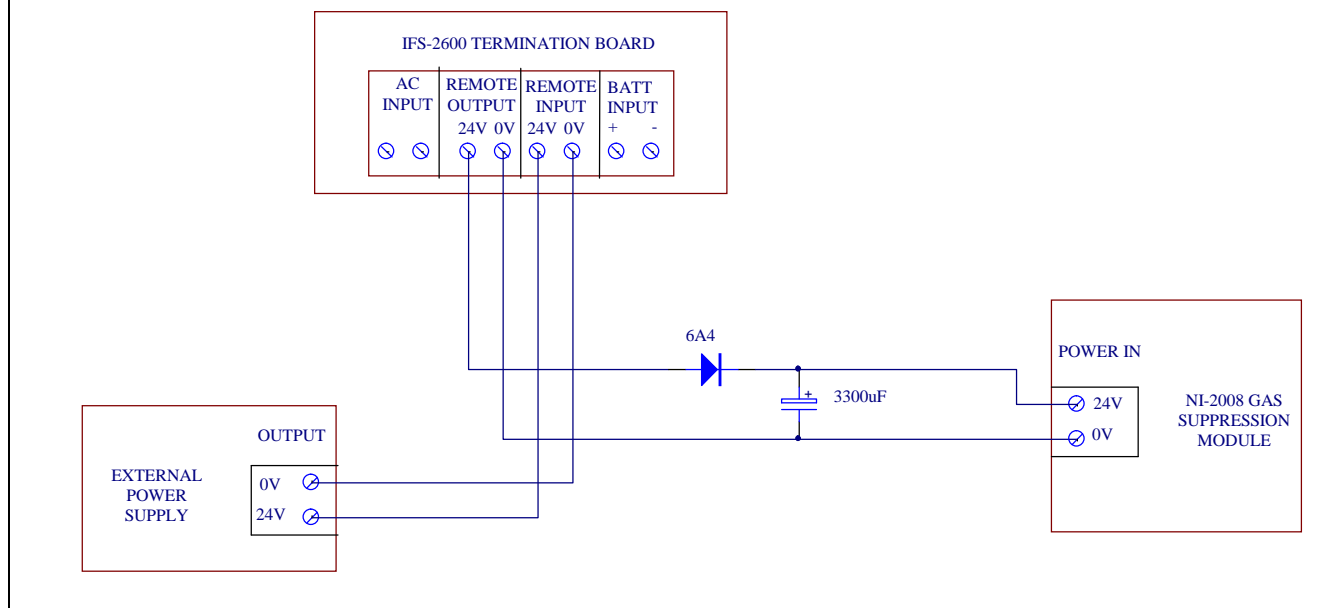 IFS-2600 TERMINATION BOARD
AC REMOTE REMOTE BATT
INPUT OUTPUT INPUT INPUT
24V 0V 24V 0V + -
6A4
+ 3300uF
POWER IN
24V
0V
NI-2008 GAS
SUPPRESSION
MODULE
OUTPUT
0V
24V
EXTERNAL
POWER
SUPPLY